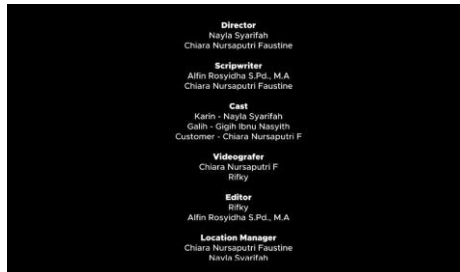 Director
Nayla Syarifah
Chiara Nursaputri Faustine
Scripwriter
Alfin Rosyidha S.Pd., M.A
Chiara Nursaputri Faustine
Cast
Karin - Nayla Syarifah
Galih - Gigih Ibnu Nasyith
Customer - Chiara Nursaputri F
Videografer
Chiara Nursaputri F
Rifky
Editor
Rifky
Alfin Rosyidha S.Pd., M.A
Location Manager
Chiara Nursaputri Faustine
Nayla Syarifah